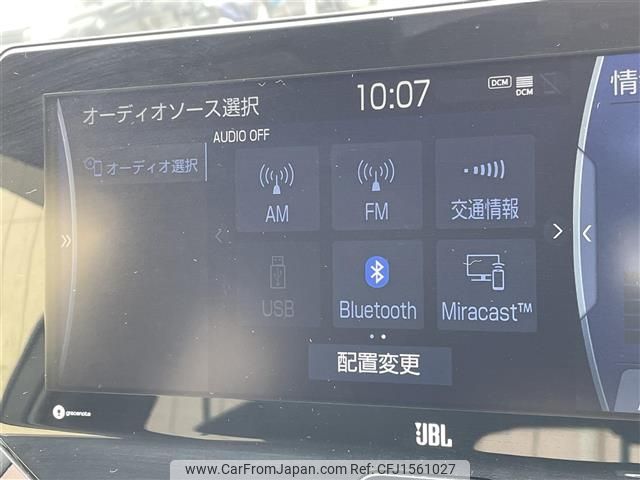 オーディオソース選択
10:07
DCM
DCM
情
AUDIO OFF
オーディオ選択
AM
FM
交通情報
USB
Bluetooth
Miracast™
配置変更
gracenote
JBL
www.CarFromJapan.com Ref-ID:CFJ1561027